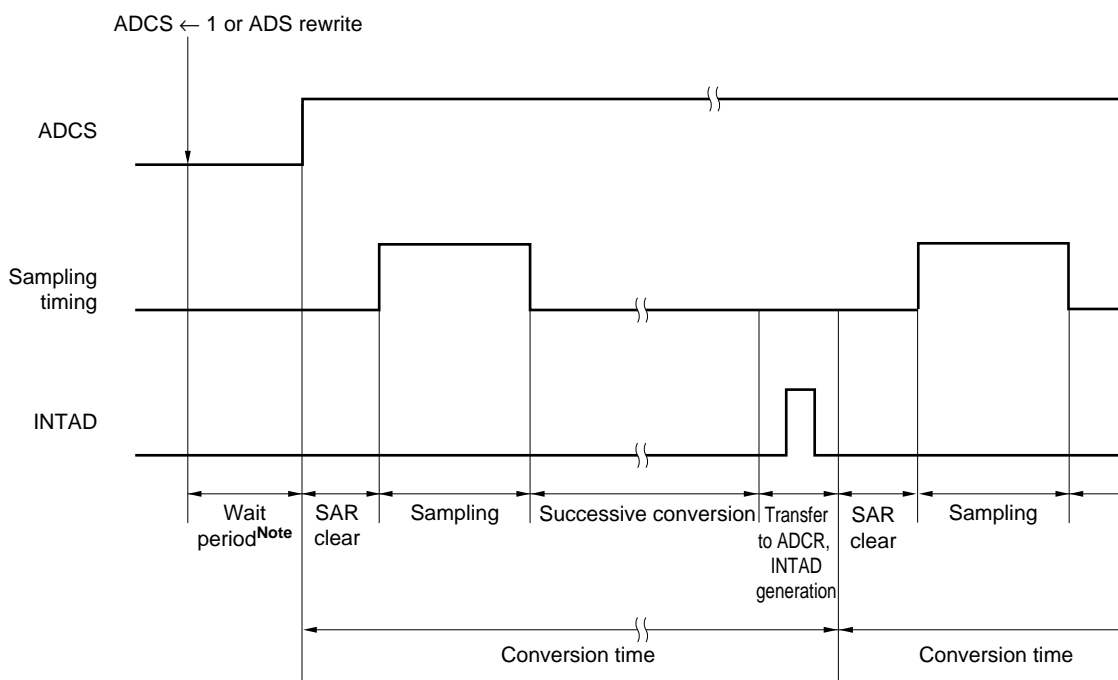 ADCS ← 1 or ADS rewrite
ADCS
Sampling
timing
INTAD
Wait
period Note
SAR
clear
Sampling
Successive conversion
Transfer
to ADCR,
INTAD
generation
SAR
clear
Sampling
Conversion time
Conversion time